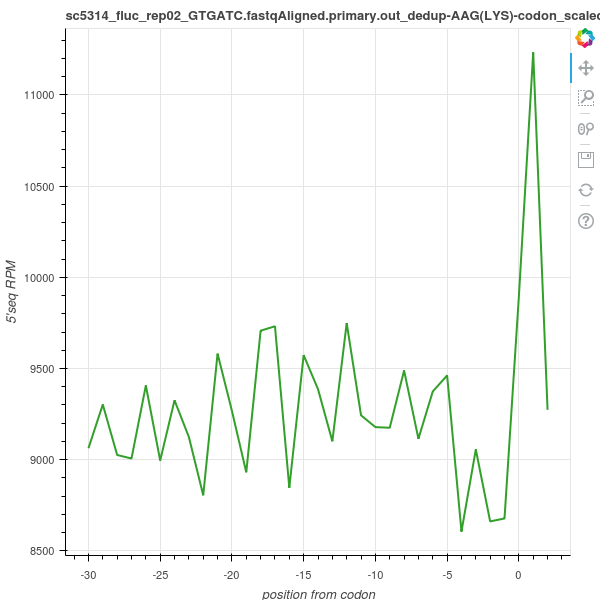 sc5314_fluc_rep02_GTGATC.fastqAligned.primary.out_dedup-AAG(LYS)-codon_scaled
11000
10500
10000
9500
9000
8500
5'seq RPM
-30 -25 -20 -15 -10 -5 0
position from codon